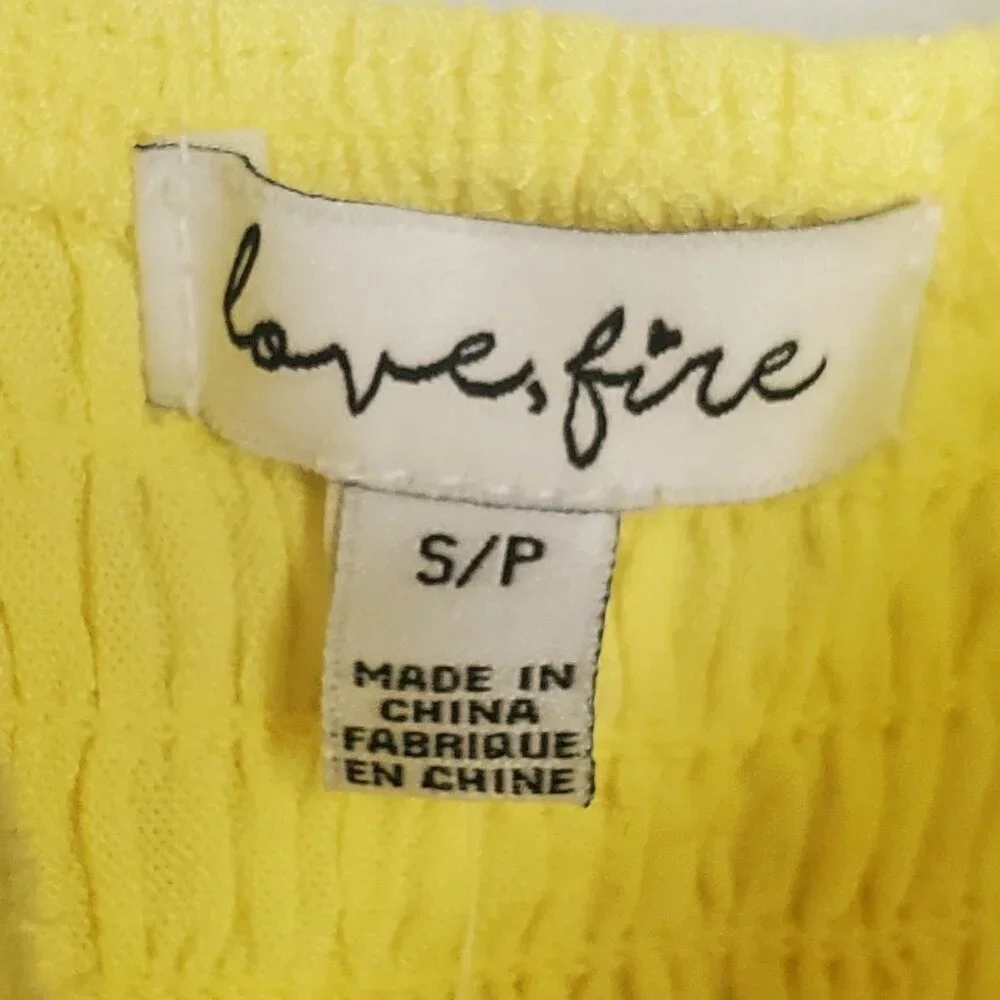 love, fire
S/P
MADE IN
CHINA
FABRIQUE
EN CHINE